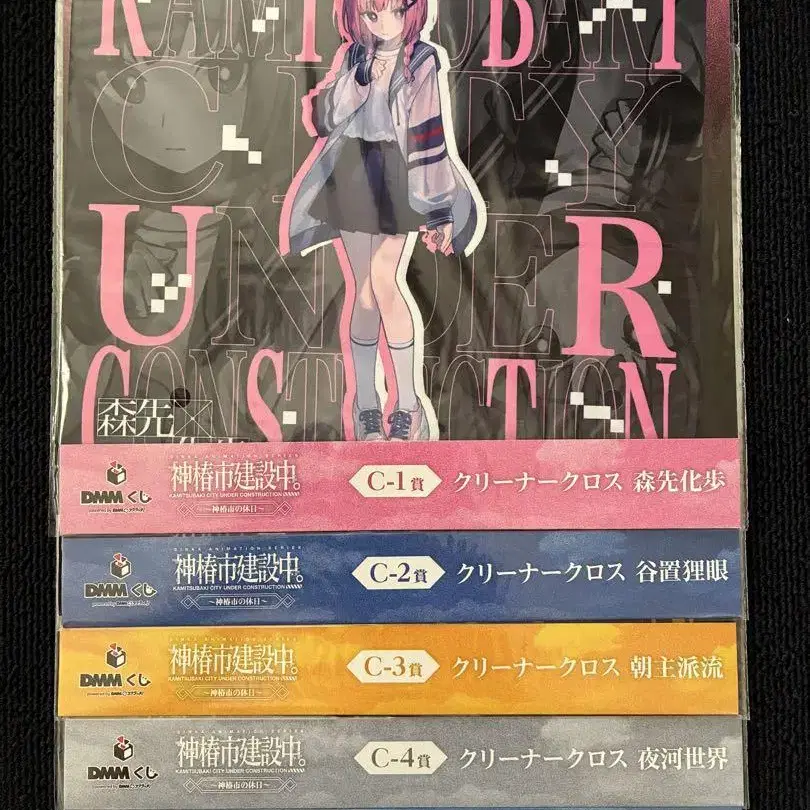 KAMITSUBAKI
CITY
UNDER
CONSTRUCTION
森先
DMMくじ
SINKA ANIMATION SERIES
神椿市建設中。
KAMITSUBAKI CITY UNDER CONSTRUCTION
～神椿市の休日～
C-1賞
クリーナークロス 森先化歩
DMMくじ
神椿市建設中。
KAMITSUBAKI CITY UNDER CONSTRUCTION
～神椿市の休日～
C-2賞
クリーナークロス 谷置狸眼
DMMくじ
神椿市建設中。
KAMITSUBAKI CITY UNDER CONSTRUCTION
～神椿市の休日～
C-3賞
クリーナークロス 朝主派流
DMMくじ
神椿市建設中。
KAMITSUBAKI CITY UNDER CONSTRUCTION
～神椿市の休日～
C-4賞
クリーナークロス 夜河世界